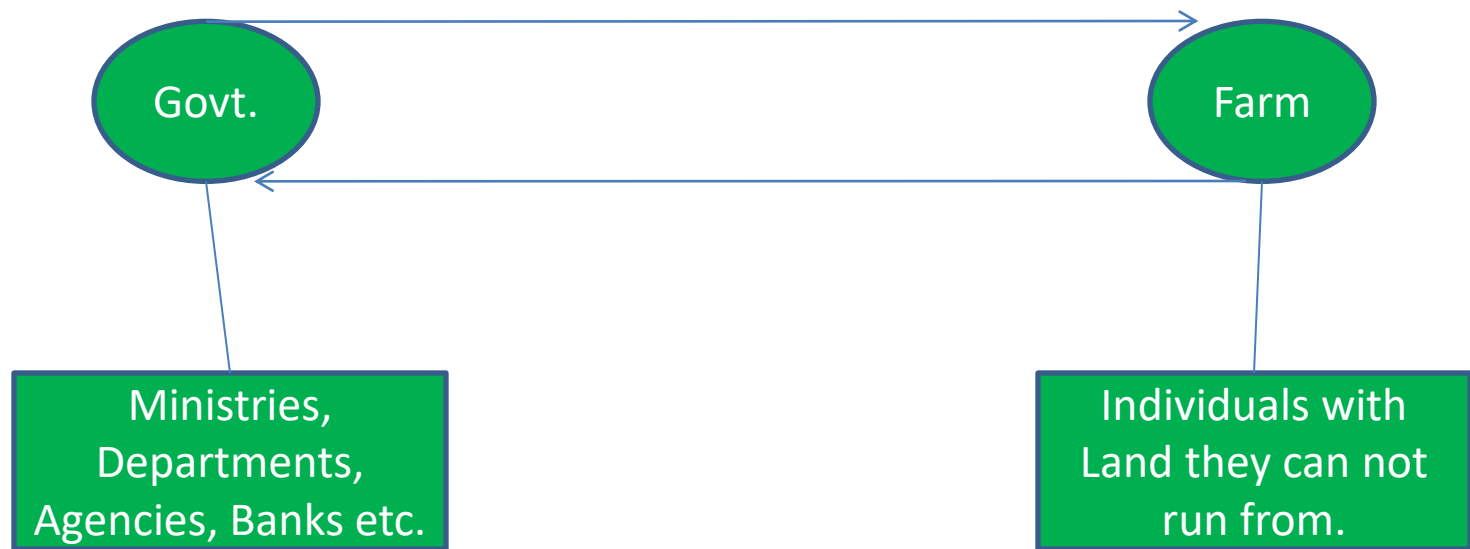 Govt.
Farm
Ministries,
Departments,
Agencies, Banks etc.
Individuals with
Land they can not
run from.